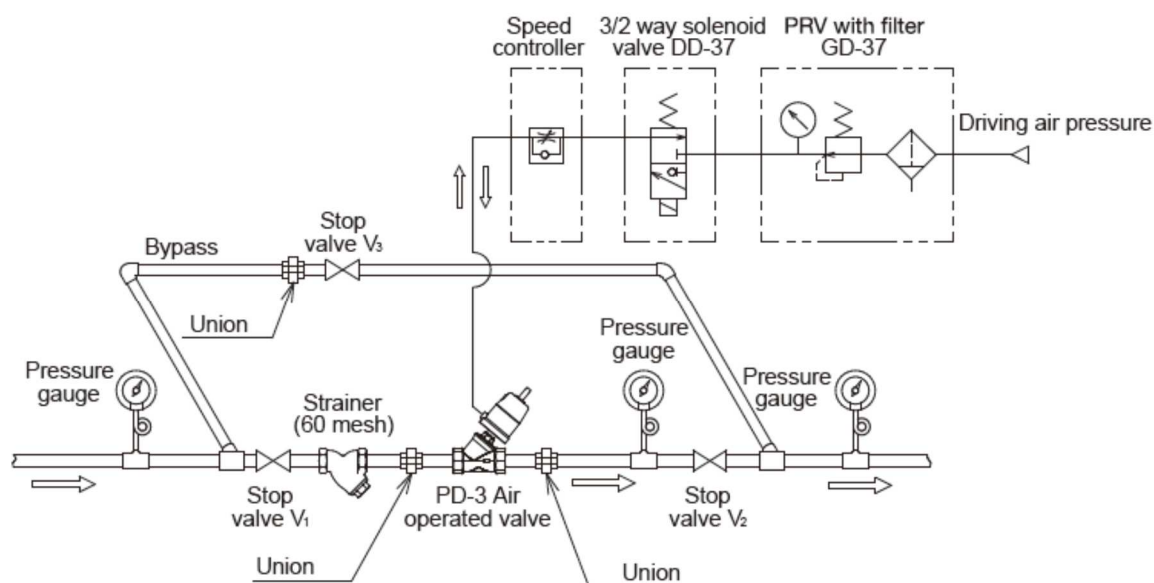 Speed
controller
3/2 way solenoid
valve DD-37
PRV with filter
GD-37
Driving air pressure
Bypass
Stop
valve V₃
Union
Pressure
gauge
Strainer
(60 mesh)
Pressure
gauge
Pressure
gauge
Stop
valve V₁
PD-3 Air
operated valve
Stop
valve V₂
Union
Union